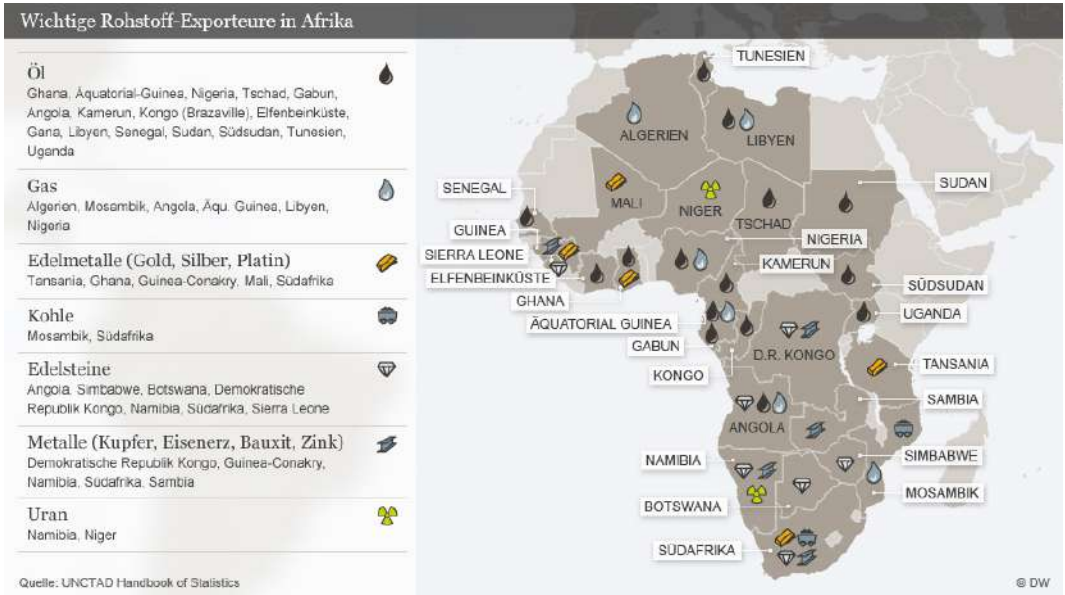 Wichtige Rohstoff-Exporteure in Afrika
Öl
Ghana, Äquatorial-Guinea, Nigeria, Tschad, Gabun,
Angola, Kamerun, Kongo (Brazaville), Elfenbeinküste,
Gana, Libyen, Senegal, Sudan, Südsudan, Tunesien,
Uganda
Gas
Algerien, Mosambik, Angola, Äqu. Guinea, Libyen,
Nigeria
Edelmetalle (Gold, Silber, Platin)
Tansania, Ghana, Guinea-Conakry, Mali, Südafrika
Kohle
Mosambik, Südafrika
Edelsteine
Angola, Simbabwe, Botswana, Demokratische
Republik Kongo, Namibia, Südafrika, Sierra Leone
Metalle (Kupfer, Eisenerz, Bauxit, Zink)
Demokratische Republik Kongo, Guinea-Conakry,
Namibia, Südafrika, Sambia
Uran
Namibia, Niger
Quelle: UNCTAD Handbook of Statistics
TUNESIEN
ALGERIEN
LIBYEN
SENEGAL
MALI
NIGER
TSCHAD
SUDAN
GUINEA
NIGERIA
SIERRA LEONE
KAMERUN
ELFENBEINKÜSTE
SÜDSUDAN
GHANA
UGANDA
ÄQUATORIAL GUINEA
GABUN
D.R. KONGO
TANSANIA
KONGO
SAMBIA
ANGOLA
SIMBABWE
NAMIBIA
MOSAMBIK
BOTSWANA
SÜDAFRIKA
© DW